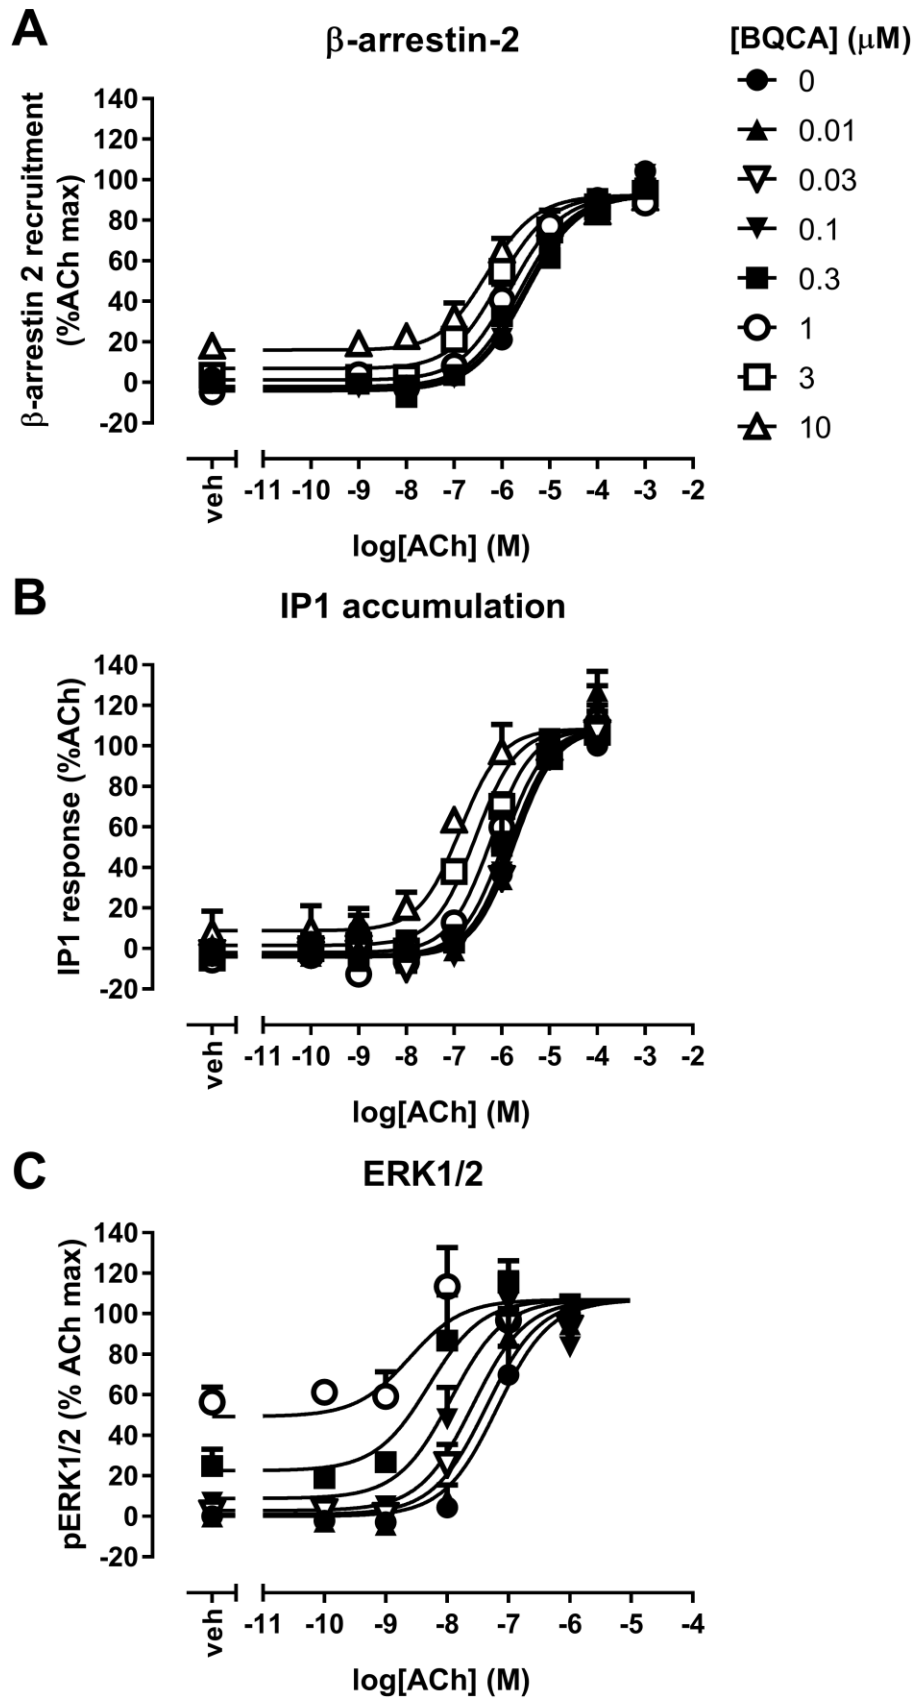 A
β-arrestin-2
[BQCA] (μM)
0
0.01
0.03
0.1
0.3
1
3
10
β-arrestin 2 recruitment
(%ACh max)
140
120
100
80
60
40
20
0
-20
veh
-11 -10 -9 -8 -7 -6 -5 -4 -3 -2
log[ACh] (M)
B
IP1 accumulation
IP1 response (%ACh)
140
120
100
80
60
40
20
0
-20
veh
-11 -10 -9 -8 -7 -6 -5 -4 -3 -2
log[ACh] (M)
C
ERK1/2
pERK1/2 (% ACh max)
140
120
100
80
60
40
20
0
-20
veh
-11 -10 -9 -8 -7 -6 -5 -4
log[ACh] (M)